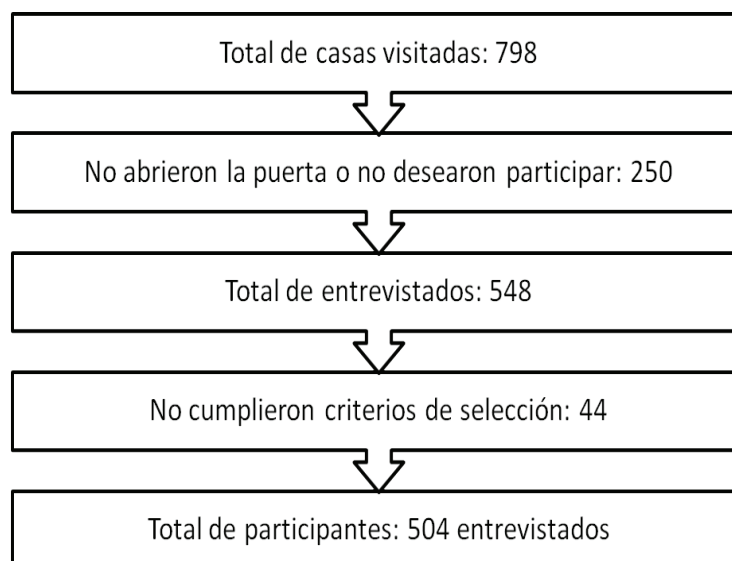 Total de casas visitadas: 798
No abrieron la puerta o no desearon participar: 250
Total de entrevistados: 548
No cumplieron criterios de selección: 44
Total de participantes: 504 entrevistados